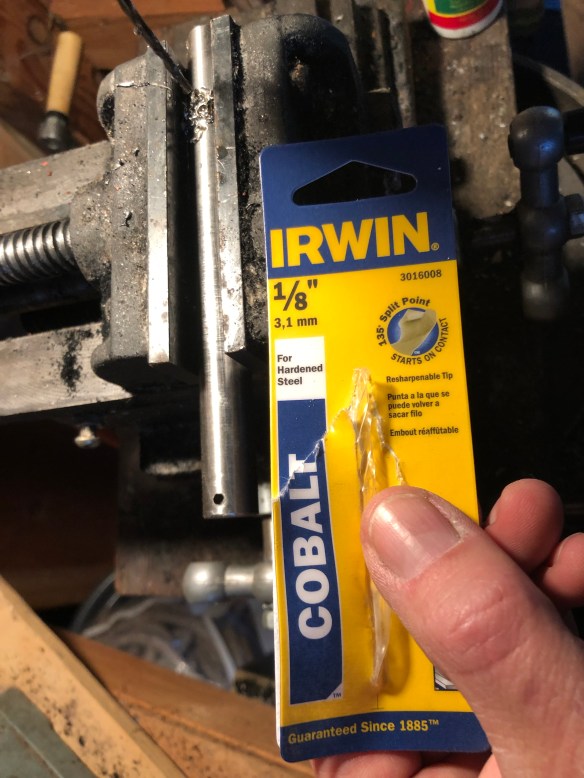 IRWIN®
3016008
1/8"
3,1 mm
135° Split Point
STARTS ON CONTACT
For
Hardened
Steel
Resharpenable Tip
Punta a la que se
puede volver a
sacar filo
Embout réaffûtable
COBALT
™
Guaranteed Since 1885™